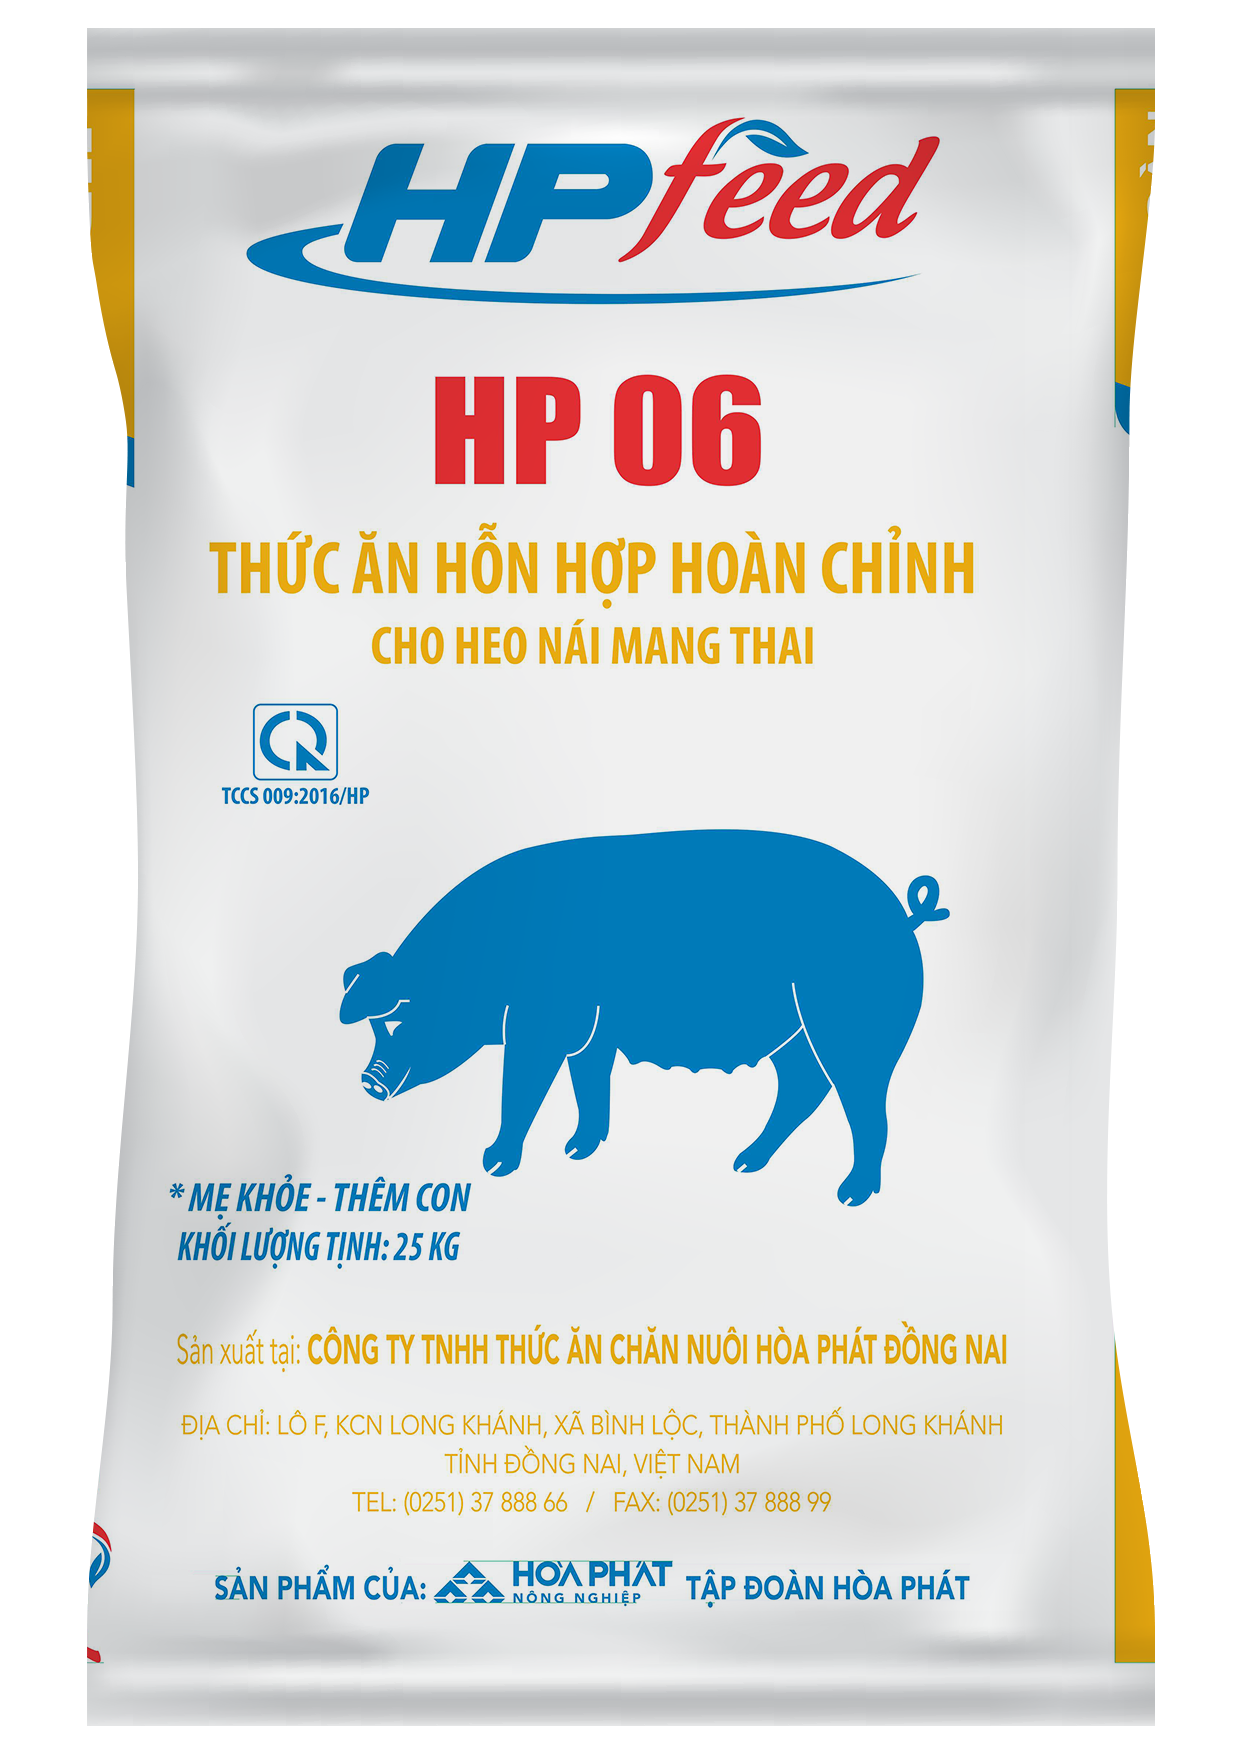 HPfeed
HP 06
THỨC ĂN HỖN HỢP HOÀN CHỈNH
CHO HEO NÁI MANG THAI
TCCS 009:2016/HP
* MẸ KHỎE - THÊM CON
KHỐI LƯỢNG TỊNH: 25 KG
Sản xuất tại: CÔNG TY TNHH THỨC ĂN CHĂN NUÔI HÒA PHÁT ĐỒNG NAI
ĐỊA CHỈ: LÔ F, KCN LONG KHÁNH, XÃ BÌNH LỘC, THÀNH PHỐ LONG KHÁNH
TỈNH ĐỒNG NAI, VIỆT NAM
TEL: (0251) 37 888 66 / FAX: (0251) 37 888 99
SẢN PHẨM CỦA: HÒA PHÁT NÔNG NGHIỆP TẬP ĐOÀN HÒA PHÁT